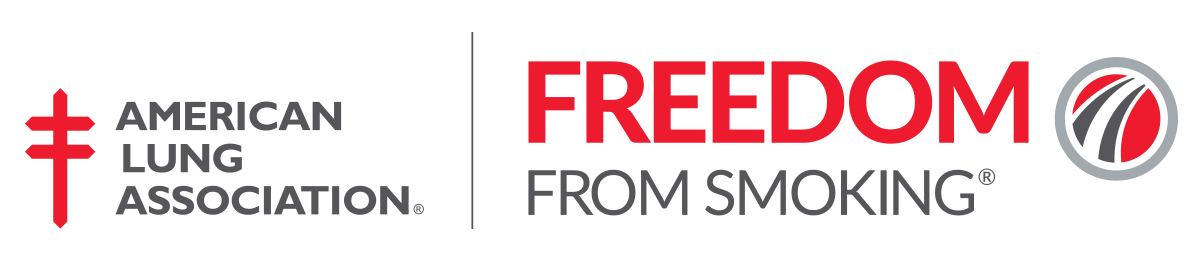 AMERICAN
LUNG
ASSOCIATION®
FREEDOM
FROM SMOKING®